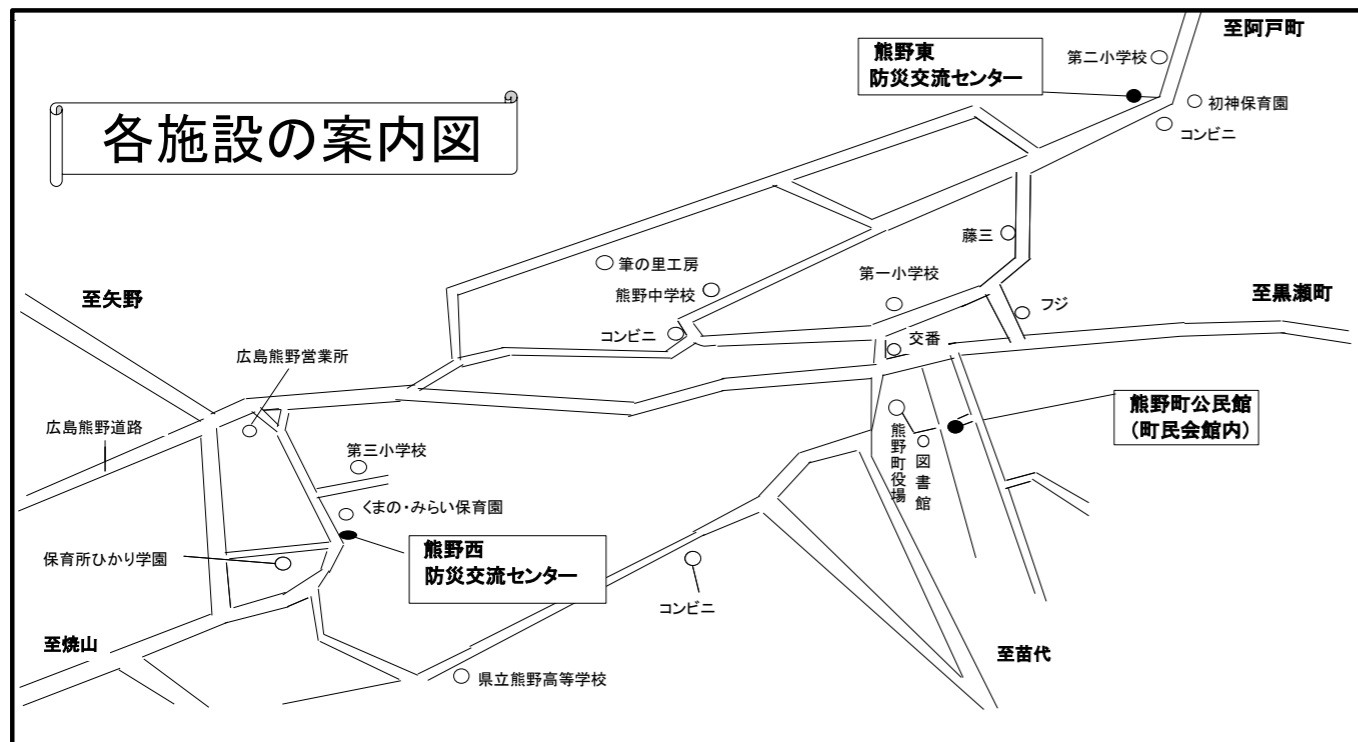 至阿戸町
熊野東
防災交流センター
第二小学校
初神保育園
コンビニ
各施設の案内図
藤三
筆の里工房
第一小学校
熊野中学校
至矢野
至黒瀬町
フジ
コンビニ
交番
広島熊野営業所
熊野町公民館
（町民会館内）
広島熊野道路
第三小学校
熊野町役場
図書館
くまの・みらい保育園
保育所ひかり学園
熊野西
防災交流センター
コンビニ
至焼山
至苗代
県立熊野高等学校